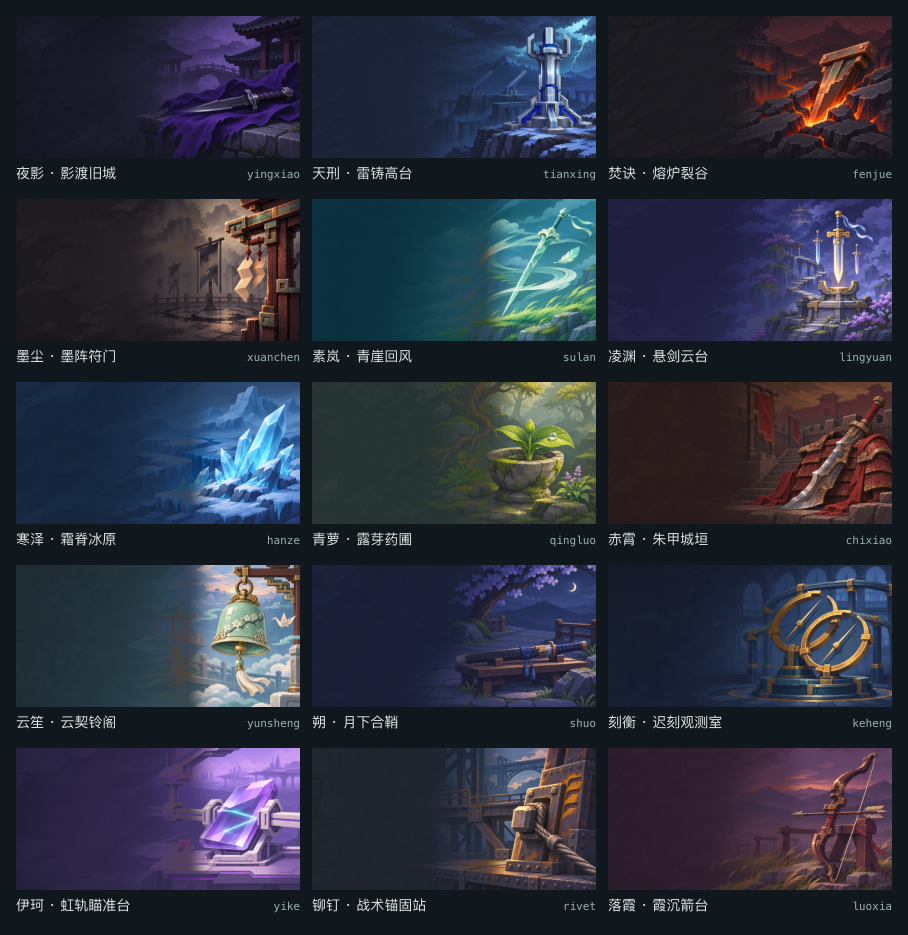 夜影 · 影渡旧城 yingxiao
天刑 · 雷铸高台 tianxing
焚诀 · 熔炉裂谷 fenjue
墨尘 · 墨阵符门 xuanchen
素岚 · 青崖回风 sulan
凌渊 · 悬剑云台 lingyuan
寒泽 · 霜脊冰原 hanze
青萝 · 露芽药圃 qingluo
赤霄 · 朱甲城垣 chixiao
云笙 · 云契铃阁 yunsheng
朔 · 月下合鞘 shuo
刻衡 · 迟刻观测室 keheng
伊珂 · 虹轨瞄准台 yike
铆钉 · 战术锚固站 rivet
落霞 · 霞沉箭台 luoxia